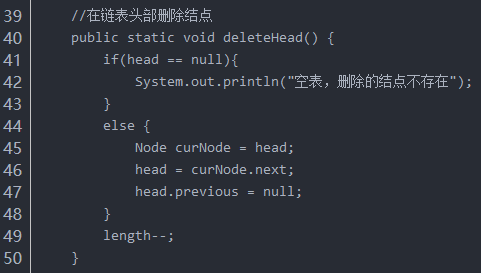 39 //在链表头部删除结点
40 public static void deleteHead() {
41 if(head == null){
42 System.out.println("空表，删除的结点不存在");
43 }
44 else {
45 Node curNode = head;
46 head = curNode.next;
47 head.previous = null;
48 }
49 length--;
50 }